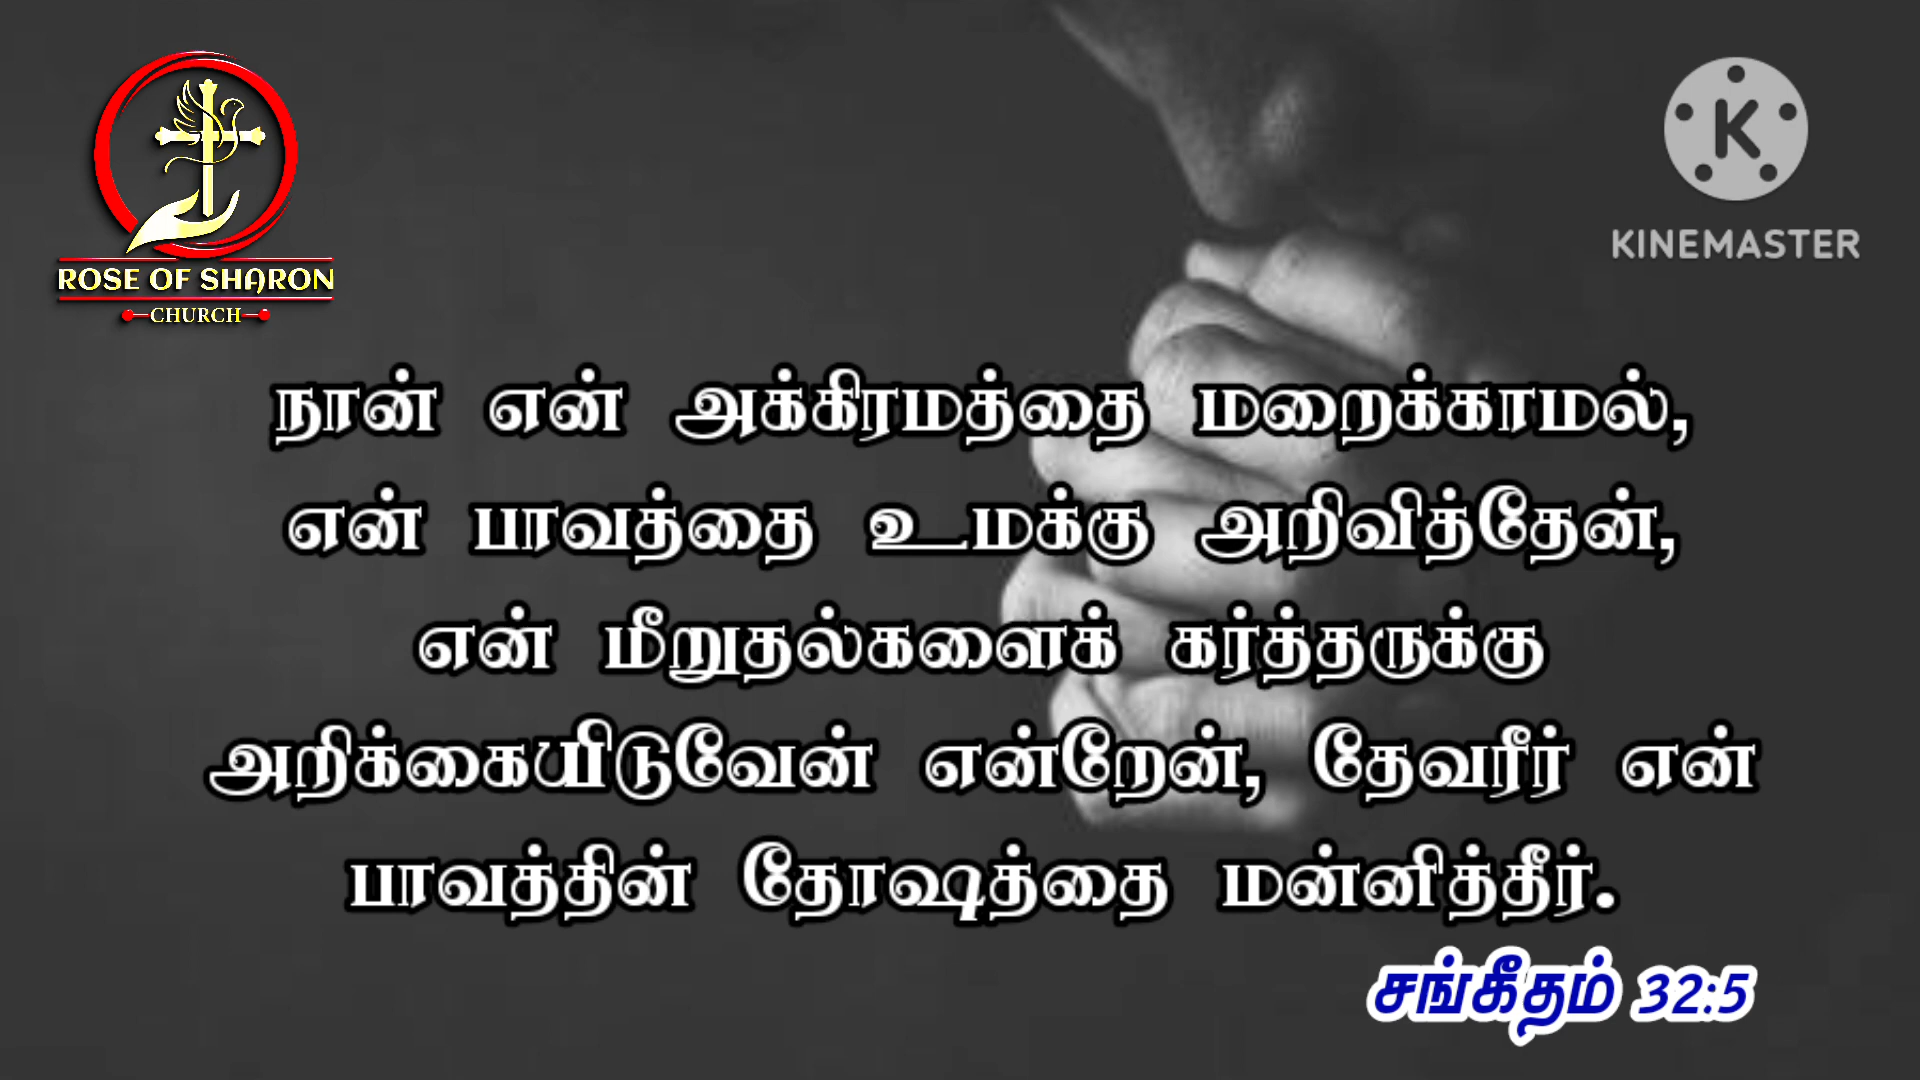 ROSE OF SHARON
CHURCH
KINEMASTER
நான் என் அக்கிரமத்தை மறைக்காமல்,
என் பாவத்தை உமக்கு அறிவித்தேன்,
என் மீறுதல்களைக் கர்த்தருக்கு
அறிக்கையிடுவேன் என்றேன், தேவரீர் என்
பாவத்தின் தோஷத்தை மன்னித்தீர்.
சங்கீதம் 32:5